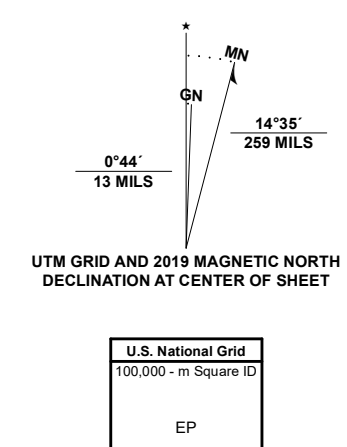 ★
MN
GN
14°35´
259 MILS
0°44´
13 MILS
UTM GRID AND 2019 MAGNETIC NORTH
DECLINATION AT CENTER OF SHEET
U.S. National Grid
100,000 - m Square ID
EP